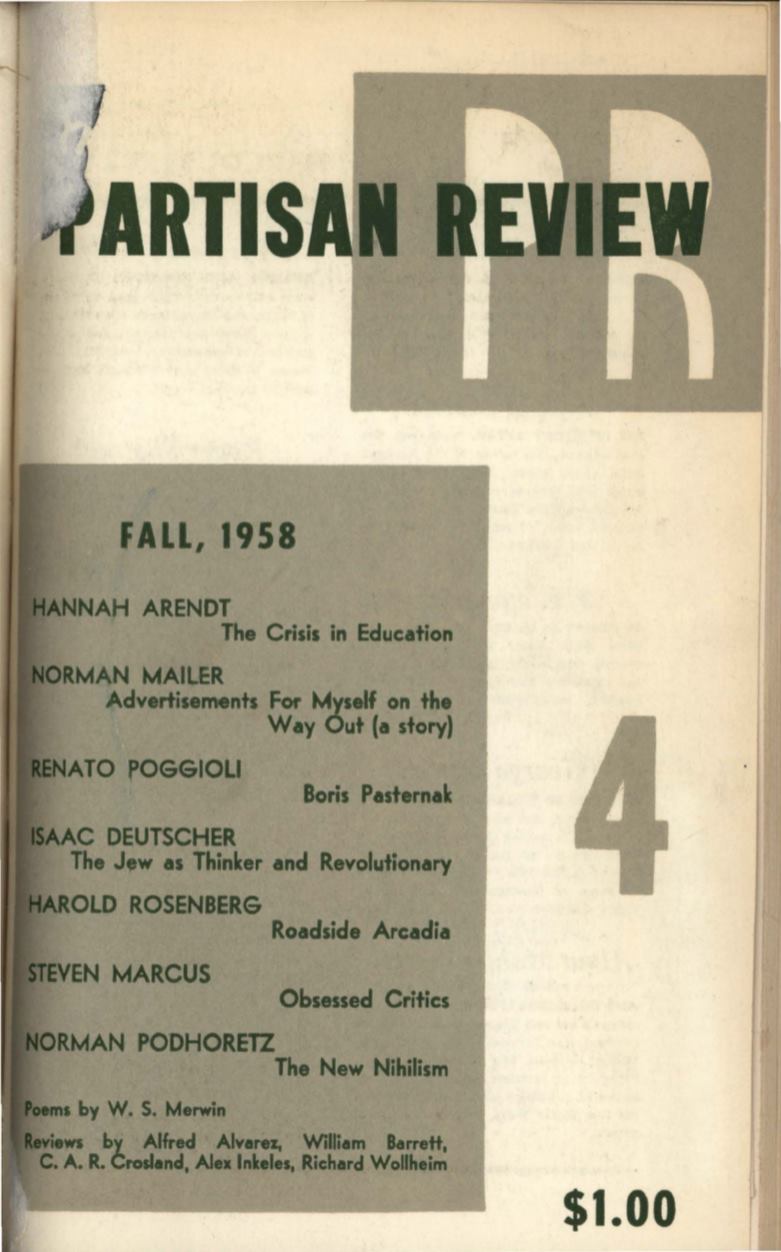 PR
PARTISAN REVIEW
FALL, 1958
HANNAH ARENDT
The Crisis in Education
NORMAN MAILER
Advertisements For Myself on the
Way Out (a story)
RENATO POGGIOLI
Boris Pasternak
ISAAC DEUTSCHER
The Jew as Thinker and Revolutionary
HAROLD ROSENBERG
Roadside Arcadia
STEVEN MARCUS
Obsessed Critics
NORMAN PODHORETZ
The New Nihilism
Poems by W. S. Merwin
Reviews by Alfred Alvarez, William Barrett,
C. A. R. Crosland, Alex Inkeles, Richard Wollheim
4
$1.00